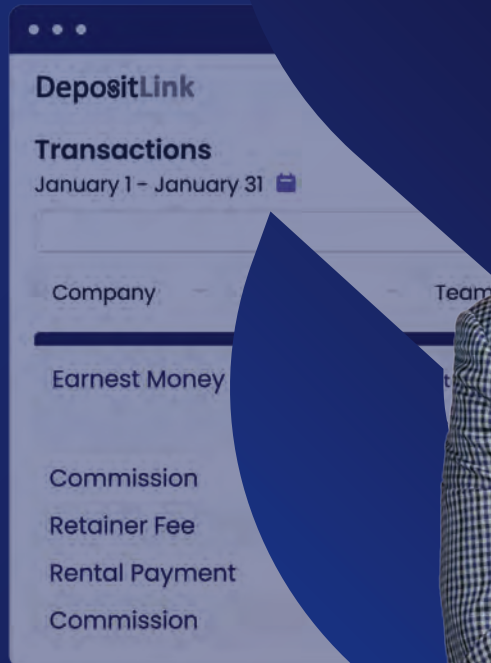 DepositLink
Transactions
January 1 - January 31
Company
Team
Earnest Money
Commission
Retainer Fee
Rental Payment
Commission